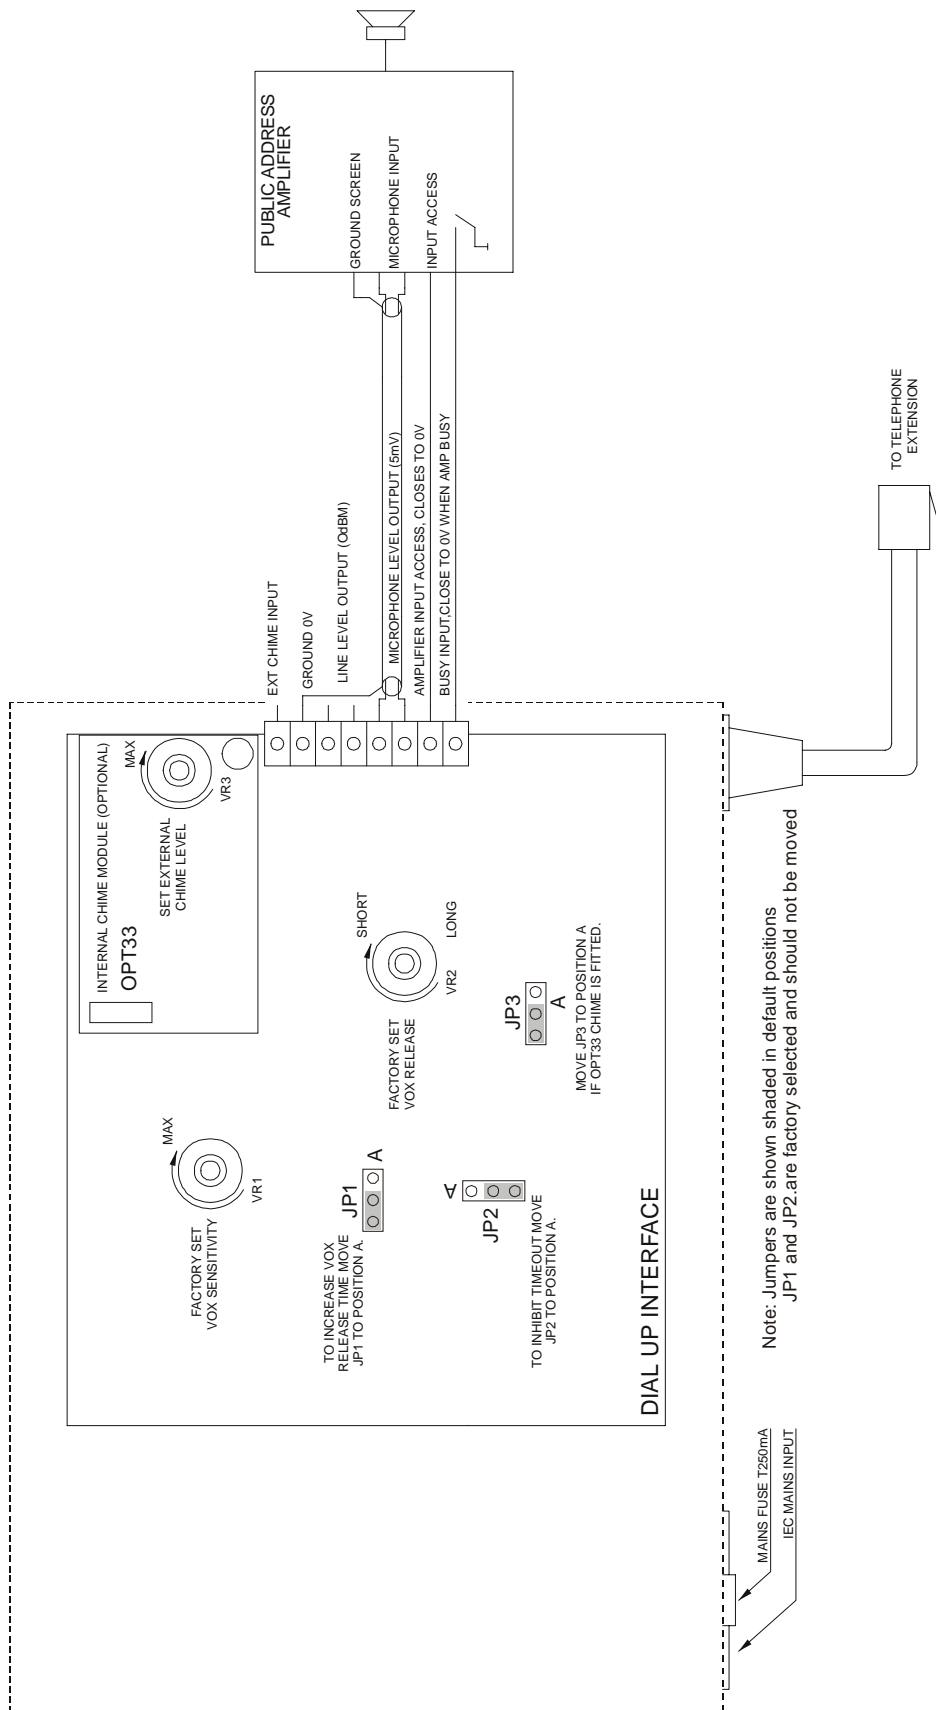 PUBLIC ADDRESS
AMPLIFIER
GROUND SCREEN
MICROPHONE INPUT
INPUT ACCESS
EXT CHIME INPUT
GROUND 0V
LINE LEVEL OUTPUT (OdBM)
MICROPHONE LEVEL OUTPUT (5mV)
AMPLIFIER INPUT ACCESS, CLOSES TO 0V
BUSY INPUT,CLOSE TO 0V WHEN AMP BUSY
TO TELEPHONE
EXTENSION
INTERNAL CHIME MODULE (OPTIONAL)
OPT33
MAX
VR3
SET EXTERNAL
CHIME LEVEL
SHORT
LONG
VR2
FACTORY SET
VOX RELEASE
JP3
A
MOVE JP3 TO POSITION A
IF OPT33 CHIME IS FITTED.
MAX
VR1
FACTORY SET
VOX SENSITIVITY
JP1
A
TO INCREASE VOX
RELEASE TIME MOVE
JP1 TO POSITION A.
A
JP2
TO INHIBIT TIMEOUT MOVE
JP2 TO POSITION A.
DIAL UP INTERFACE
Note: Jumpers are shown shaded in default positions
JP1 and JP2.are factory selected and should not be moved
MAINS FUSE T250mA
IEC MAINS INPUT